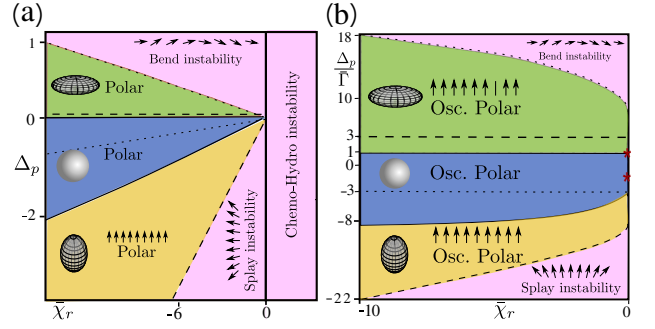 (a)
1
Bend instability
Polar
0
Δp
Polar
-2
Polar
Splay instability
Chemo-Hydro instability
χ̄r
-6
0
(b)
18
Δp
Γ̄
10
3
1
0
-3
-8
-22
Bend instability
Osc. Polar
Osc. Polar
Osc. Polar
Splay instability
-10
χ̄r
0